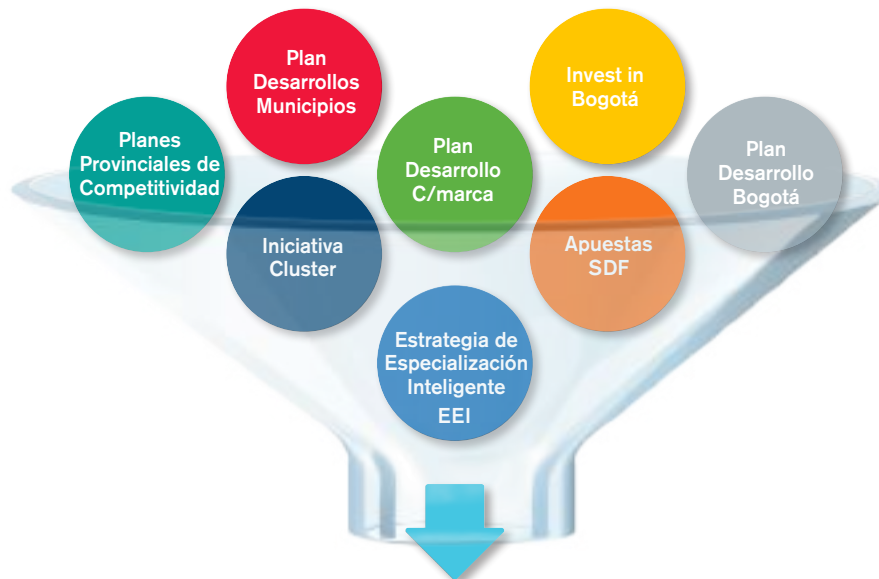 Plan
Desarrollos
Municipios
Invest in
Bogotá
Planes
Provinciales de
Competitividad
Plan
Desarrollo
C/marca
Plan
Desarrollo
Bogotá
Iniciativa
Cluster
Apuestas
SDF
Estrategia de
Especialización
Inteligente
EEI